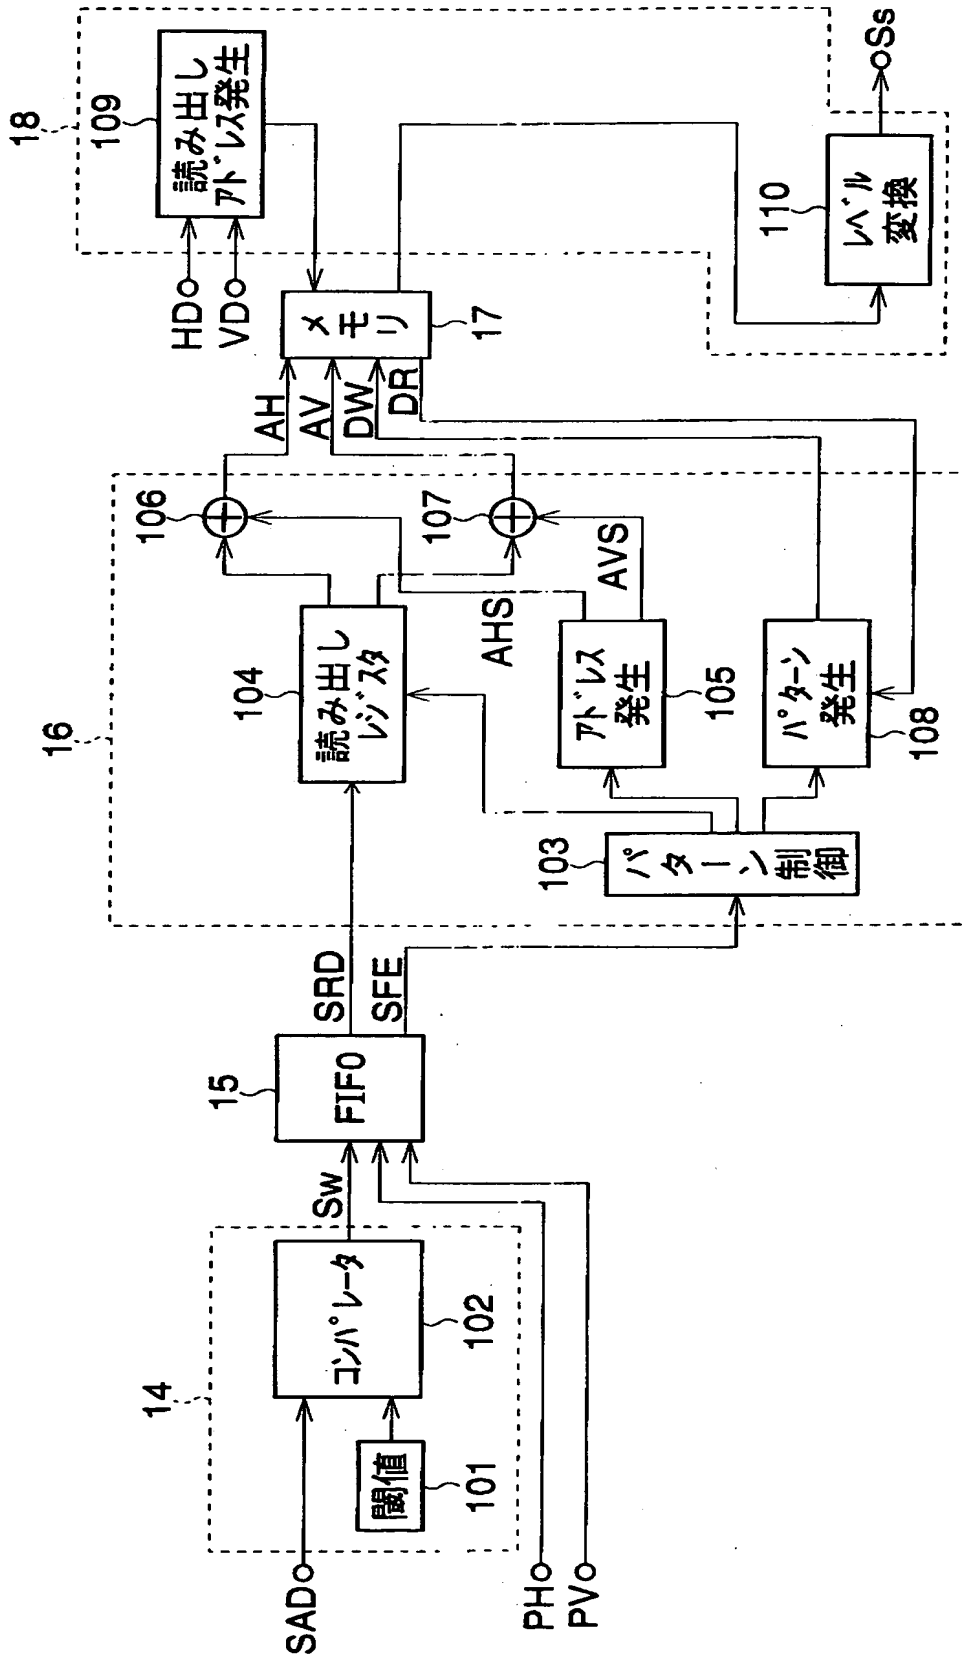 14
SAD
閾値
101
コンパレータ
102
Sw
PH
PV
15
FIFO
SRD
SFE
16
103
パターン制御
104
読み出し
レジスタ
AHS
アドレス
発生
105
AVS
パターン
発生
108
106
107
AH
AV
DW
DR
メモリ
17
18
HD
VD
109
読み出し
アドレス発生
110
レベル
変換
Ss